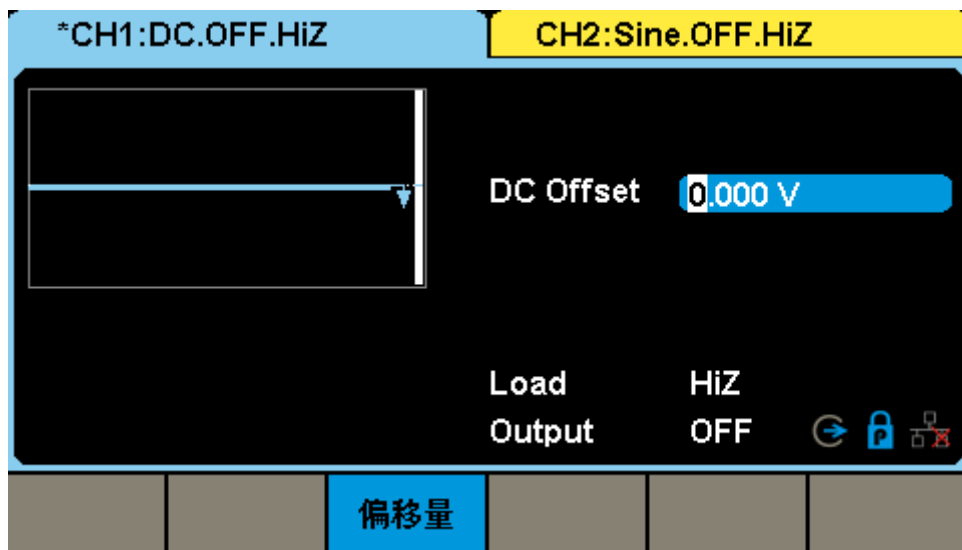 *CH1:DC.OFF.HiZ
CH2:Sine.OFF.HiZ
DC Offset 0.000 V
Load HiZ
Output OFF P
偏移量